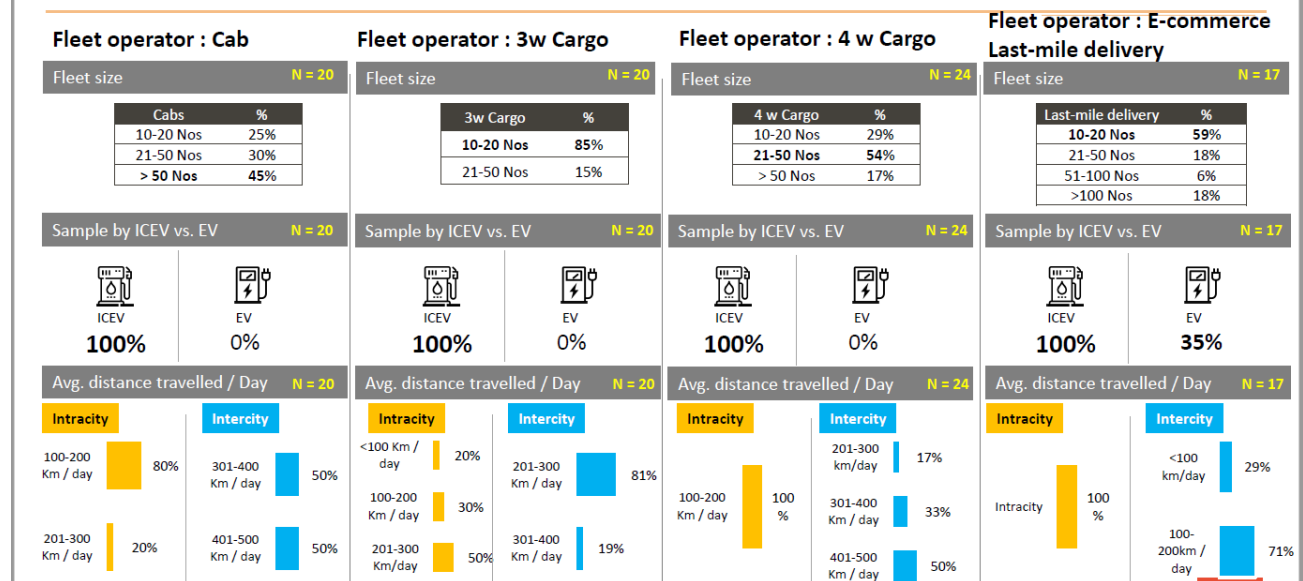 Fleet operator : Cab
Fleet size N = 20
Cabs %
10-20 Nos 25%
21-50 Nos 30%
> 50 Nos 45%
Sample by ICEV vs. EV N = 20
ICEV EV
100% 0%
Avg. distance travelled / Day N = 20
Intracity Intercity
100-200
Km / day 80%
301-400
Km / day 50%
201-300
Km / day 20%
401-500
Km / day 50%
Fleet operator : 3w Cargo
Fleet size N = 20
3w Cargo %
10-20 Nos 85%
21-50 Nos 15%
Sample by ICEV vs. EV N = 20
ICEV EV
100% 0%
Avg. distance travelled / Day N = 20
Intracity Intercity
<100 Km /
day 20%
201-300
Km / day 81%
100-200
Km / day 30%
201-300
Km/day 50%
301-400
Km / day 19%
Fleet operator : 4 w Cargo
Fleet size N = 24
4 w Cargo %
10-20 Nos 29%
21-50 Nos 54%
> 50 Nos 17%
Sample by ICEV vs. EV N = 24
ICEV EV
100% 0%
Avg. distance travelled / Day N = 24
Intracity Intercity
100-200
Km / day
100
%
201-300
km/day 17%
301-400
Km / day 33%
401-500
Km / day 50%
Fleet operator : E-commerce
Last-mile delivery
Fleet size N = 17
Last-mile delivery %
10-20 Nos 59%
21-50 Nos 18%
51-100 Nos 6%
>100 Nos 18%
Sample by ICEV vs. EV N = 17
ICEV EV
100% 35%
Avg. distance travelled / Day N = 17
Intracity Intercity
Intracity
100
%
<100
km/day 29%
100-
200km /
day 71%